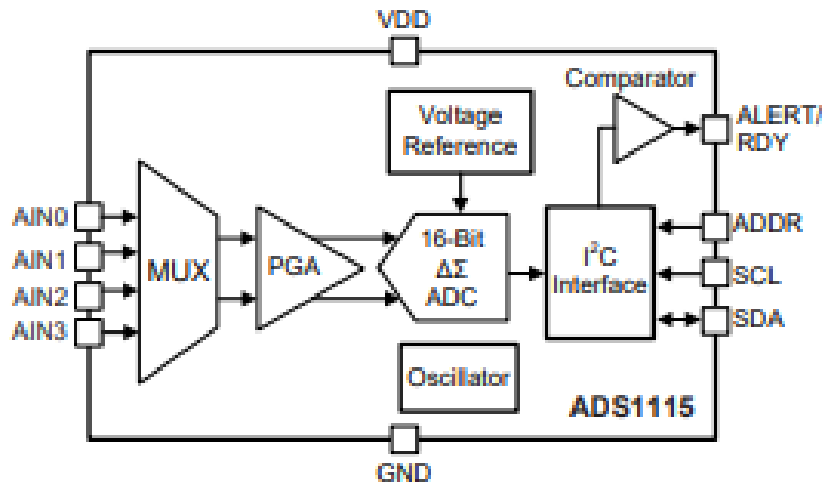 VDD
Comparator
Voltage
Reference
ALERT/
RDY
AIN0
AIN1
AIN2
AIN3
MUX
PGA
16-Bit
ΔΣ
ADC
I²C
Interface
ADDR
SCL
SDA
Oscillator
ADS1115
GND